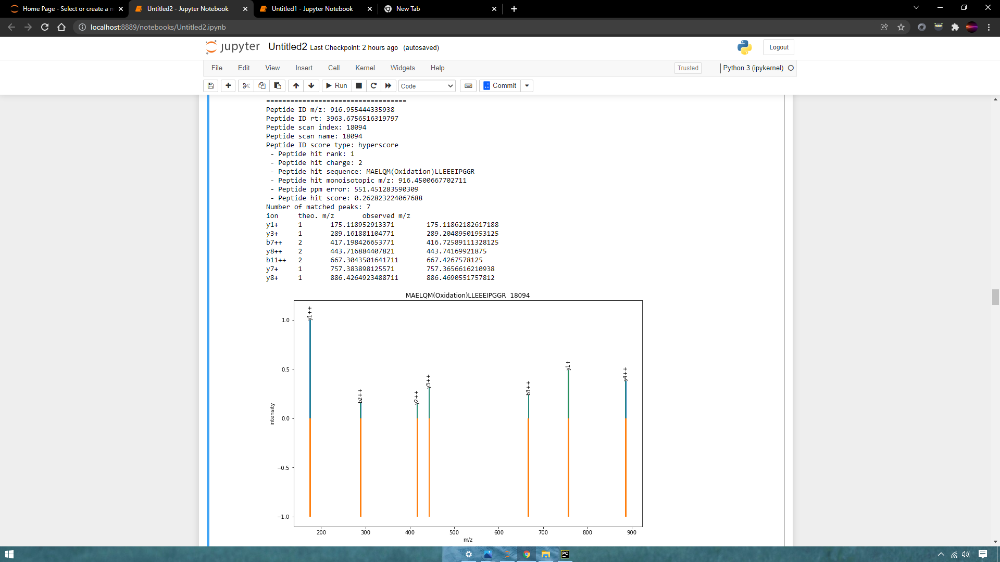 Home Page - Select or create a n
Untitled2 - Jupyter Notebook
Untitled1 - Jupyter Notebook
New Tab
localhost:8889/notebooks/Untitled2.ipynb
jupyter Untitled2 Last Checkpoint: 2 hours ago (autosaved)
Logout
File Edit View Insert Cell Kernel Widgets Help
Trusted
Python 3 (ipykernel)
Run
Code
Commit
===================================
Peptide ID m/z: 916.955444335938
Peptide ID rt: 3963.6756516319797
Peptide scan index: 18094
Peptide scan name: 18094
Peptide ID score type: hyperscore
- Peptide hit rank: 1
- Peptide hit charge: 2
- Peptide hit sequence: MAELQM(Oxidation)LLEEEIPGGR
- Peptide hit monoisotopic m/z: 916.4500667702711
- Peptide ppm error: 551.451283590309
- Peptide hit score: 0.262823224067688
Number of matched peaks: 7
ion theo. m/z observed m/z
y1+ 1 175.118952913371 175.11862182617188
y3+ 1 289.161881104771 289.20489501953125
b7++ 2 417.198426653771 416.72589111328125
y8++ 2 443.716884407821 443.74169921875
b11++ 2 667.3043501641711 667.4267578125
y7+ 1 757.383898125571 757.3656616210938
y8+ 1 886.4264923488711 886.4690551757812
MAELQM(Oxidation)LLEEEIPGGR 18094
y1++
b2++
y2++
y3++
b3++
y1+
y4++
1.0
0.5
0.0
−0.5
−1.0
intensity
200 300 400 500 600 700 800 900
m/z
PC